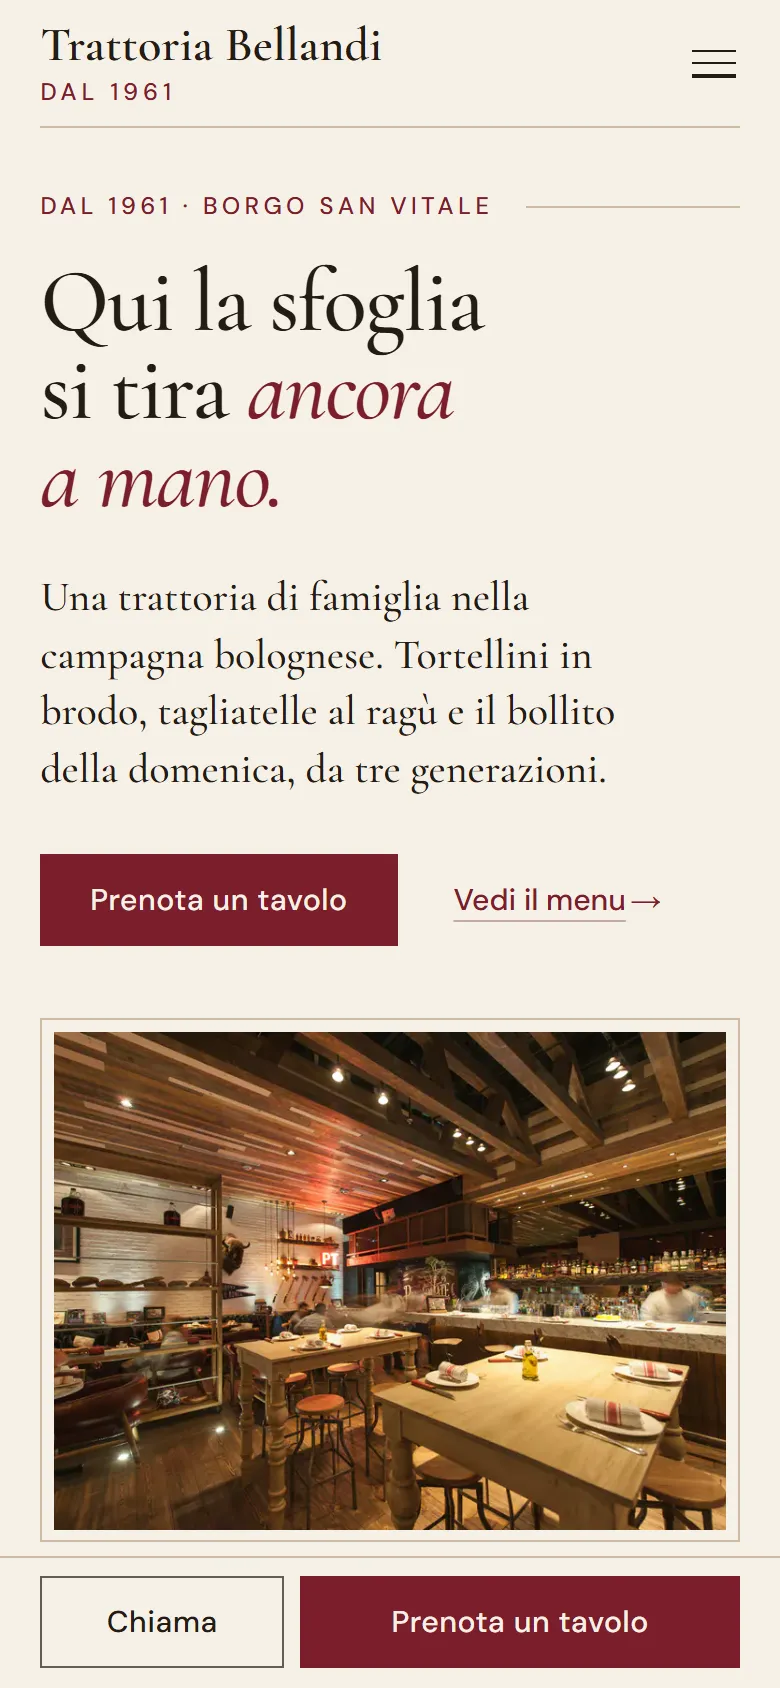 Trattoria Bellandi
DAL 1961
DAL 1961 · BORGO SAN VITALE
Qui la sfoglia
si tira ancora
a mano.
Una trattoria di famiglia nella
campagna bolognese. Tortellini in
brodo, tagliatelle al ragù e il bollito
della domenica, da tre generazioni.
Prenota un tavolo
Vedi il menu →
PT
Chiama
Prenota un tavolo